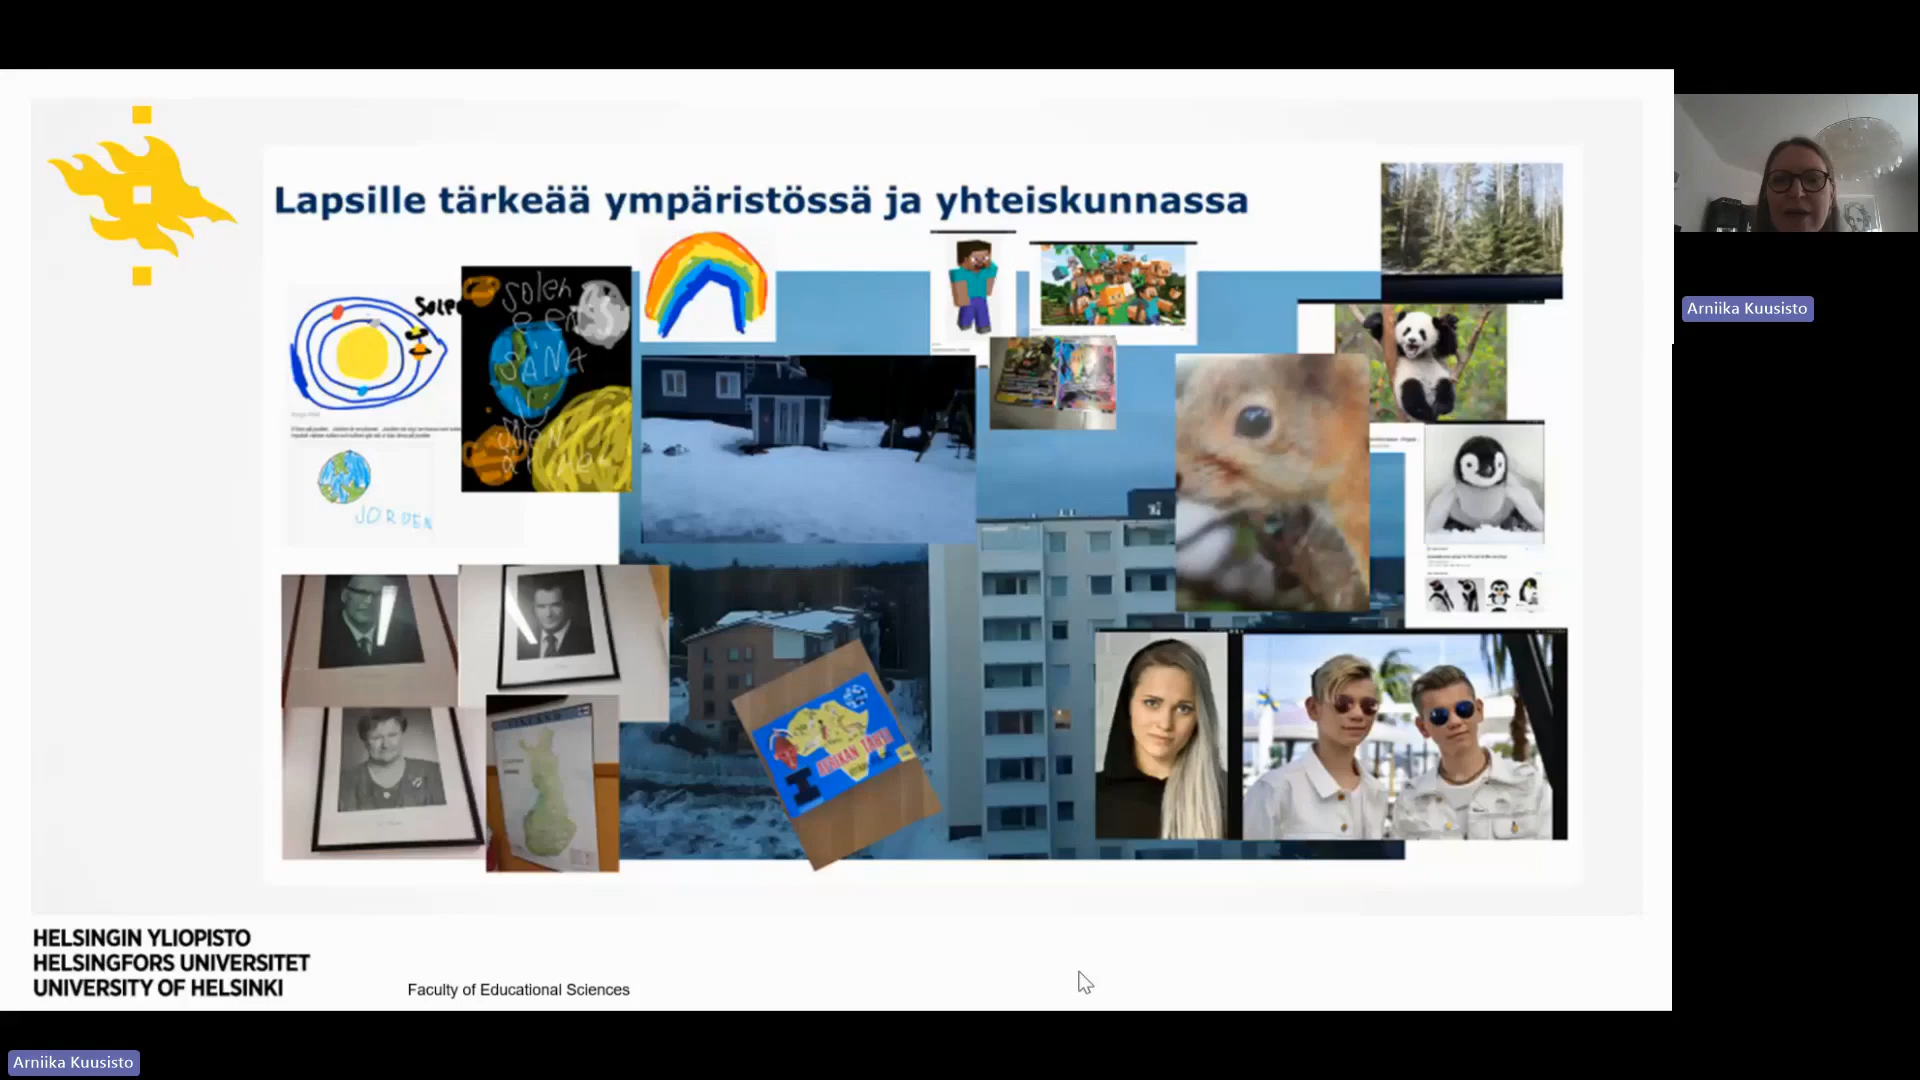 Lapsille tärkeää ympäristössä ja yhteiskunnassa
Solen
SÄNA
JORDEN
AFRIKAN TÄHTI
HELSINGIN YLIOPISTO
HELSINGFORS UNIVERSITET
UNIVERSITY OF HELSINKI
Faculty of Educational Sciences
Arniika Kuusisto
Arniika Kuusisto